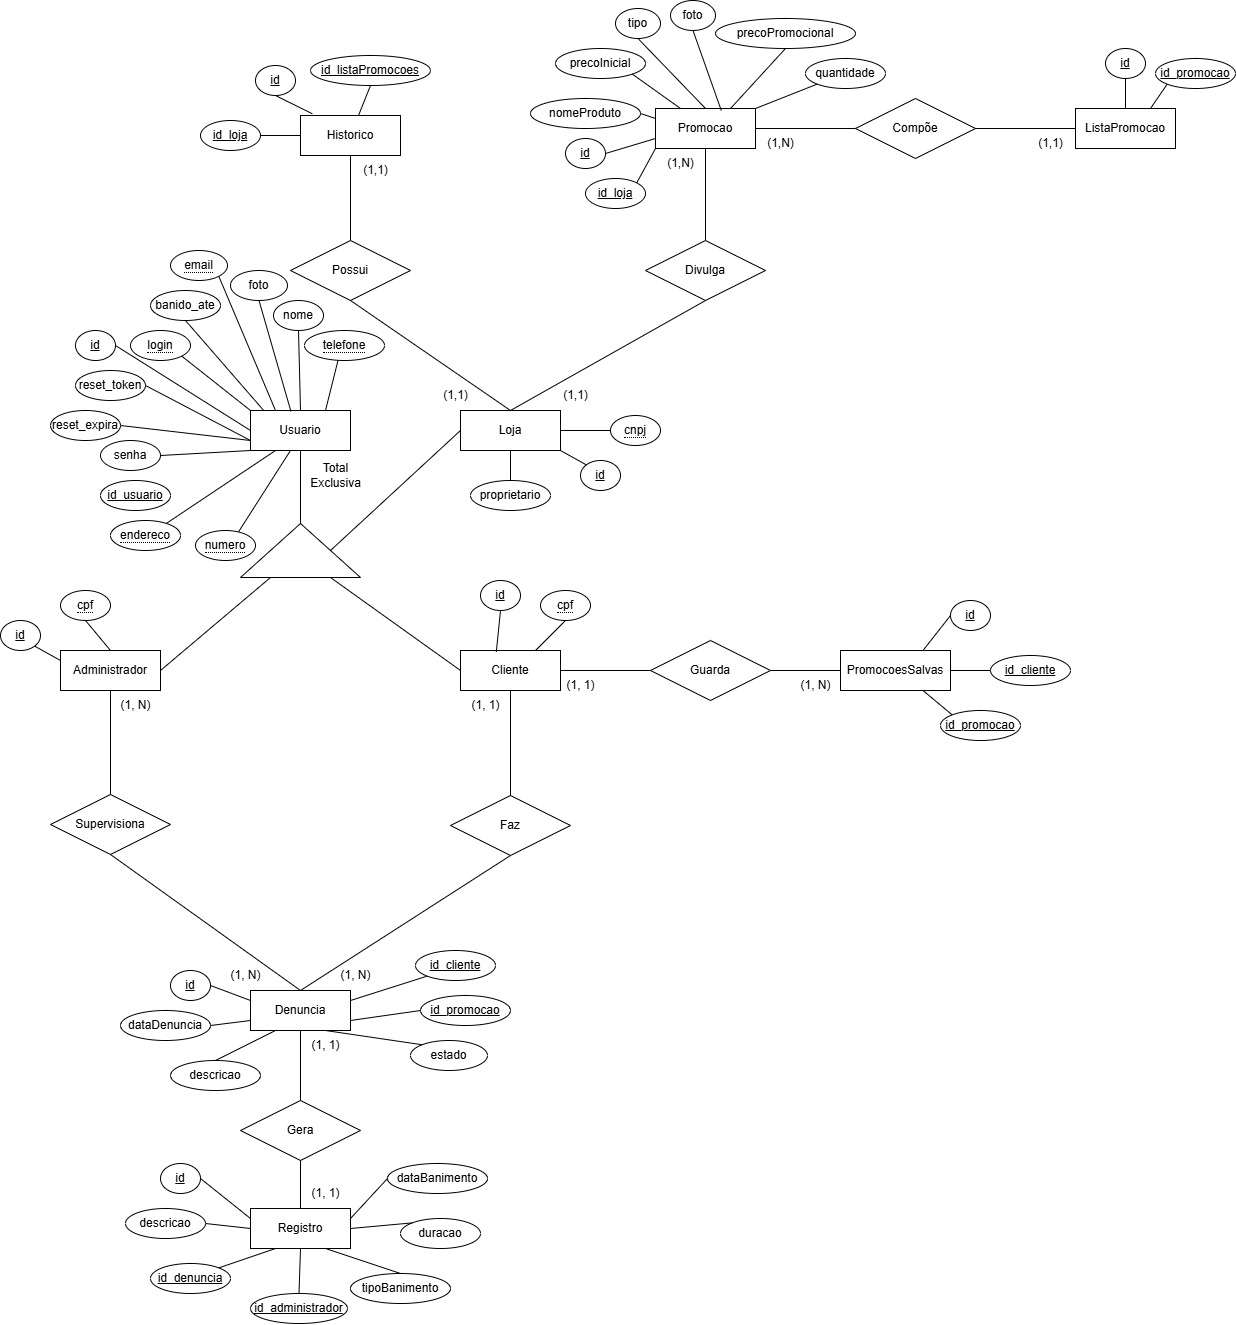 tipo
foto
precoPromocional
precoInicial
quantidade
id
id_listaPromocoes
id
id_promocao
nomeProduto
id_loja
Historico
Promocao
Compõe
ListaPromocao
(1,1)
(1,N)
(1,N)
(1,1)
id
id_loja
Possui
Divulga
email
foto
banido_ate
nome
id
login
telefone
reset_token
(1,1)
(1,1)
reset_expira
Usuario
Loja
cnpj
senha
Total
Exclusiva
id
id_usuario
proprietario
endereco
numero
id
cpf
id
cpf
id
Administrador
Cliente
Guarda
PromocoesSalvas
id_cliente
(1, N)
(1, 1)
(1, 1)
(1, N)
id_promocao
Supervisiona
Faz
id
(1, N)
(1, N)
id_cliente
dataDenuncia
Denuncia
id_promocao
descricao
(1, 1)
estado
Gera
id
(1, 1)
dataBanimento
descricao
Registro
duracao
id_denuncia
id_administrador
tipoBanimento